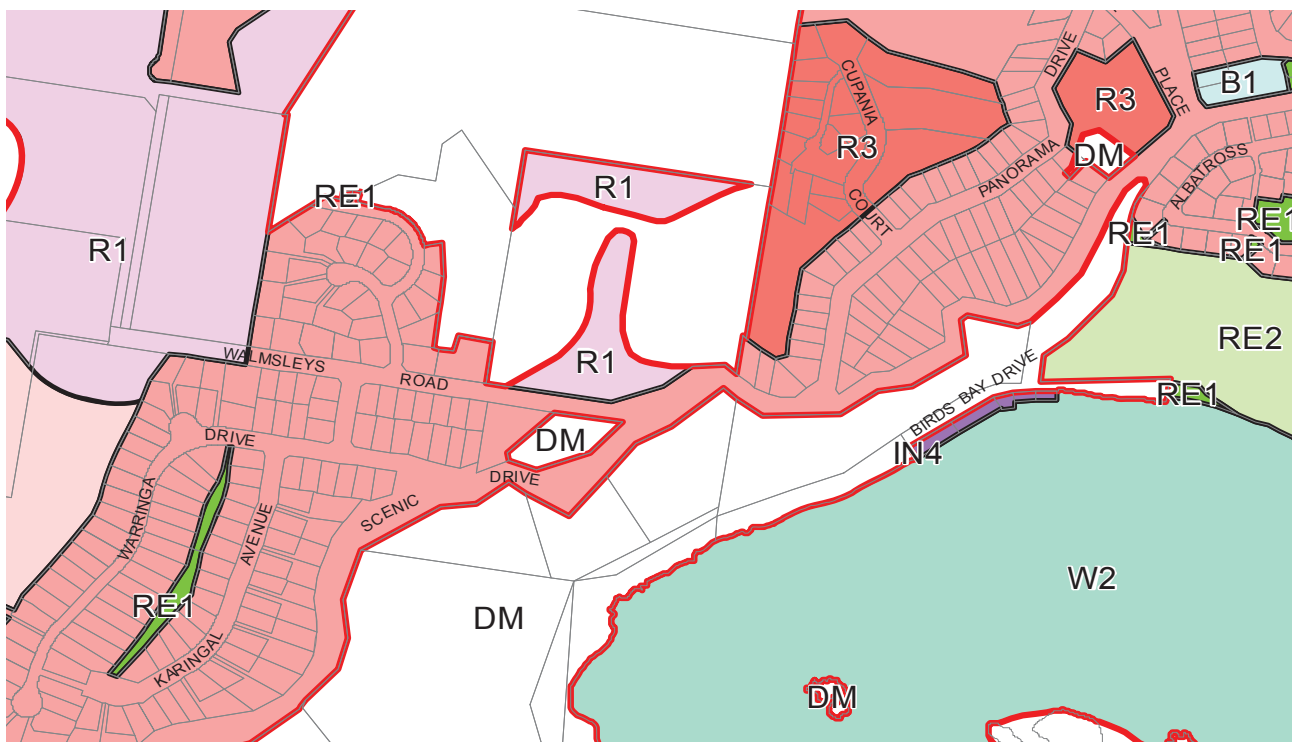 DRIVE
PLACE
B1
R3
CUPANIA
R3
DM
RE1
R1
PANORAMA
ALBATROSS
COURT
RE1
RE1
RE1
R1
RE2
WALMSLEYS
ROAD
R1
BIRDS BAY DRIVE
RE1
DRIVE
DM
IN4
DRIVE
SCENIC
WARRINGA
AVENUE
W2
RE1
DM
KARINGAL
DM